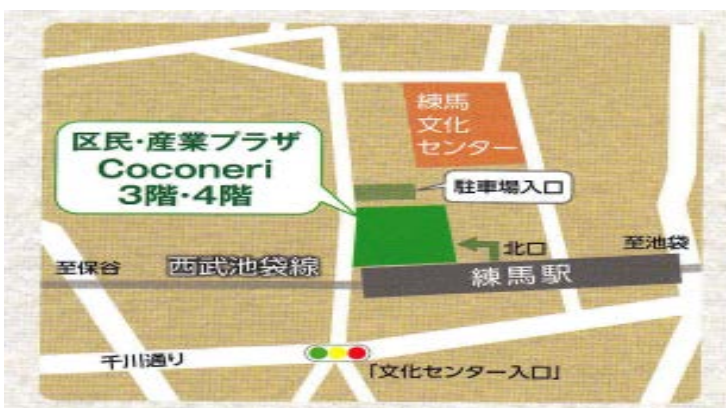 練馬
文化
センター
区民・産業プラザ
Coconeri
3階・4階
駐車場入口
北口
至池袋
至保谷
西武池袋線
練馬駅
千川通り
「文化センター入口」